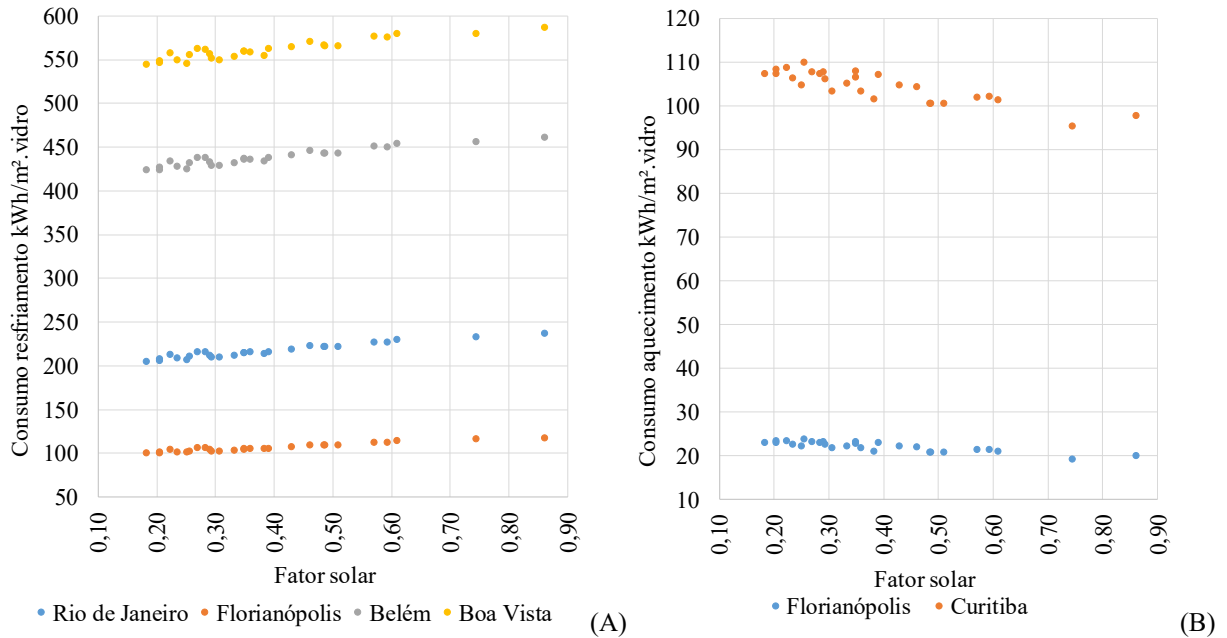 Consumo resfriamento kWh/m².vidro
600
550
500
450
400
350
300
250
200
150
100
50
0,10 0,20 0,30 0,40 0,50 0,60 0,70 0,80 0,90
Fator solar
Rio de Janeiro Florianópolis Belém Boa Vista
(A)
Consumo aquecimento kWh/m².vidro
120
110
100
90
80
70
60
50
40
30
20
10
0,10 0,20 0,30 0,40 0,50 0,60 0,70 0,80 0,90
Fator solar
Florianópolis Curitiba
(B)